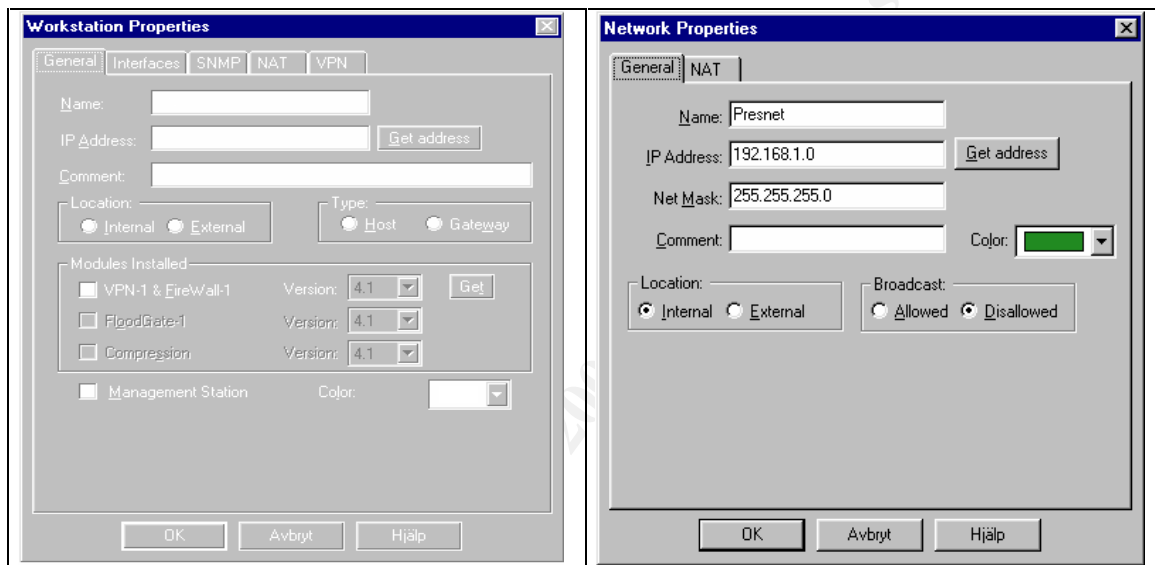 Workstation Properties
General Interfaces SNMP NAT VPN
Name:
IP Address: Get address
Comment:
Location: Type:
Internal External Host Gateway
Modules Installed
VPN-1 & FireWall-1 Version: 4.1 Get
FloodGate-1 Version: 4.1
Compression Version: 4.1
Management Station Color:
OK Avbryt Hjälp
Network Properties
General NAT
Name: Presnet
IP Address: 192.168.1.0 Get address
Net Mask: 255.255.255.0
Comment: Color:
Location: Broadcast:
Internal External Allowed Disallowed
OK Avbryt Hjälp